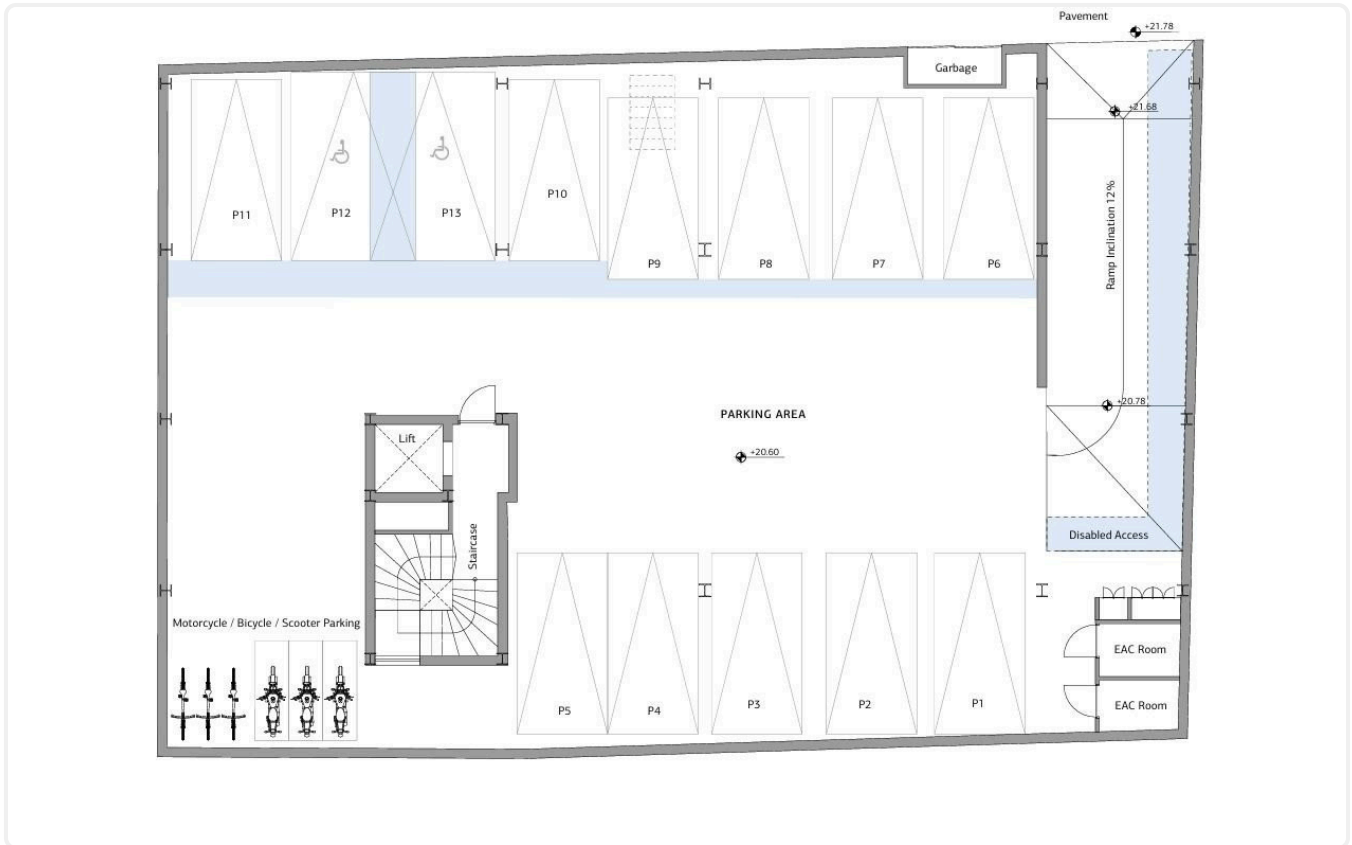 Pavement
+21.78
Garbage
+21.68
P11
P12
P13
P10
P9
P8
P7
P6
Ramp Inclination 12%
+20.78
PARKING AREA
+20.60
Lift
Staircase
Disabled Access
Motorcycle / Bicycle / Scooter Parking
EAC Room
EAC Room
P5
P4
P3
P2
P1